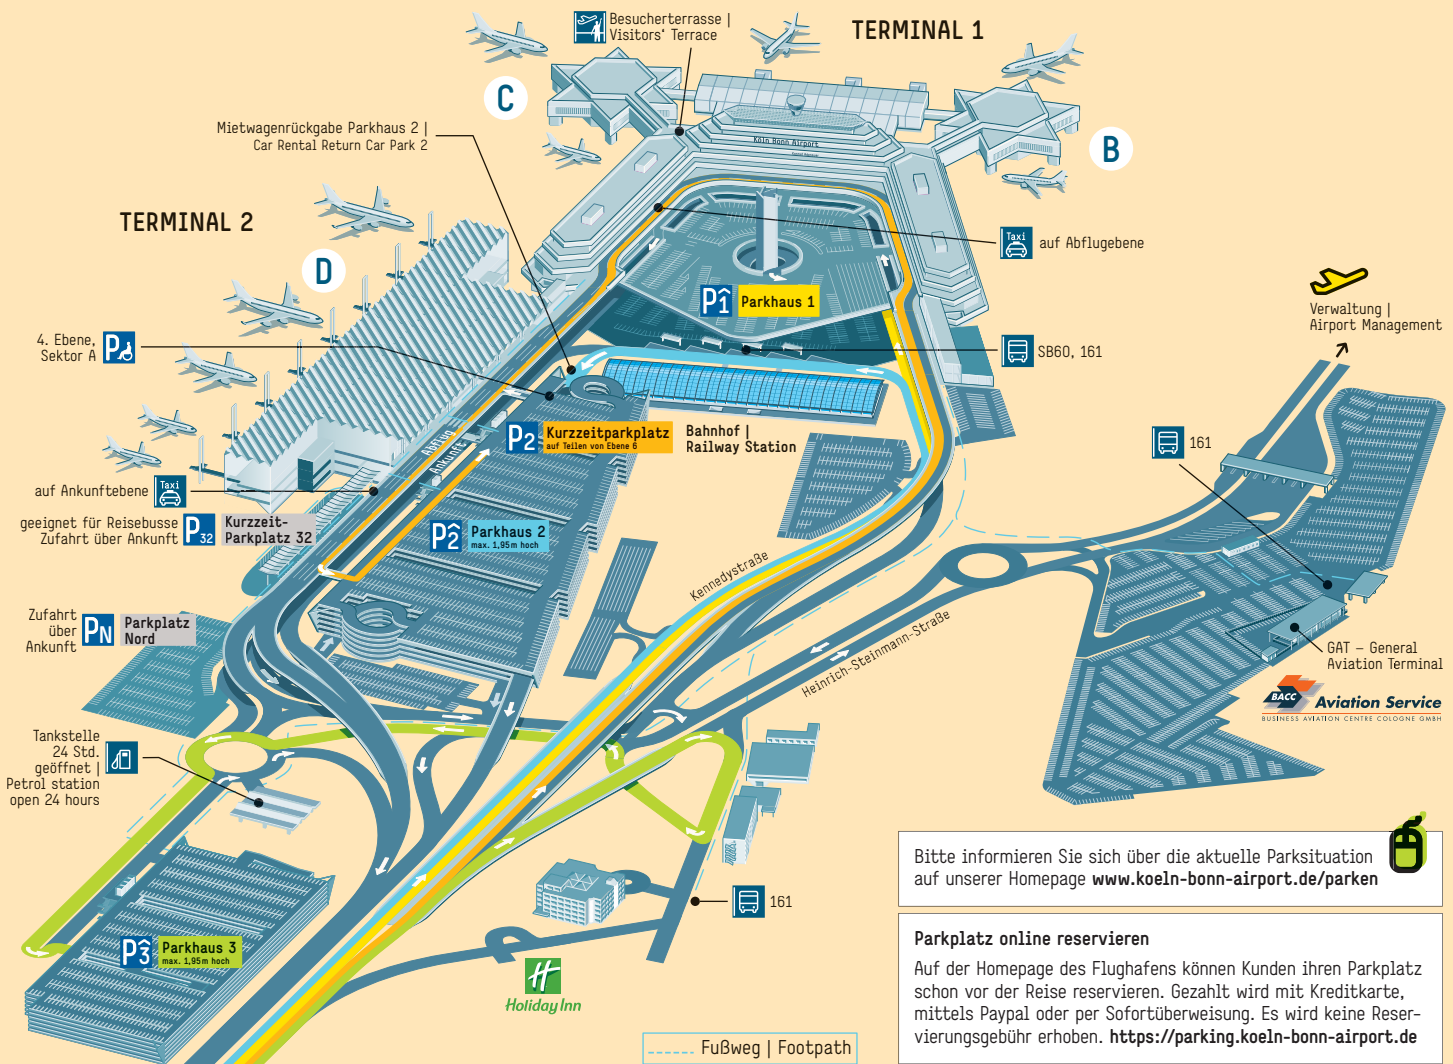 Besucherterrasse |
Visitors‘ Terrace
TERMINAL 1
C
Mietwagenrückgabe Parkhaus 2 |
Car Rental Return Car Park 2
Köln Bonn Airport
B
TERMINAL 2
D
Taxi
auf Abflugebene
P1
Parkhaus 1
Verwaltung |
Airport Management
4. Ebene,
Sektor A
P
SB60, 161
P2
Kurzzeitparkplatz
auf Teilen von Ebene 6
Bahnhof |
Railway Station
Abflug
Ankunft
161
auf Ankunftebene
Taxi
geeignet für Reisebusse
Zufahrt über Ankunft
P32
Kurzzeit-
Parkplatz 32
P2
Parkhaus 2
max. 1,95m hoch
Kennedystraße
Heinrich-Steinmann-Straße
Zufahrt
über
Ankunft
PN
Parkplatz
Nord
GAT – General
Aviation Terminal
BACC
Aviation Service
BUSINESS AVIATION CENTRE COLOGNE GMBH
Tankstelle
24 Std.
geöffnet |
Petrol station
open 24 hours
161
P3
Parkhaus 3
max. 1,95m hoch
H
Holiday Inn
Fußweg | Footpath
Bitte informieren Sie sich über die aktuelle Parksituation
auf unserer Homepage www.koeln-bonn-airport.de/parken
Parkplatz online reservieren
Auf der Homepage des Flughafens können Kunden ihren Parkplatz
schon vor der Reise reservieren. Gezahlt wird mit Kreditkarte,
mittels Paypal oder per Sofortüberweisung. Es wird keine Reser-
vierungsgebühr erhoben. https://parking.koeln-bonn-airport.de